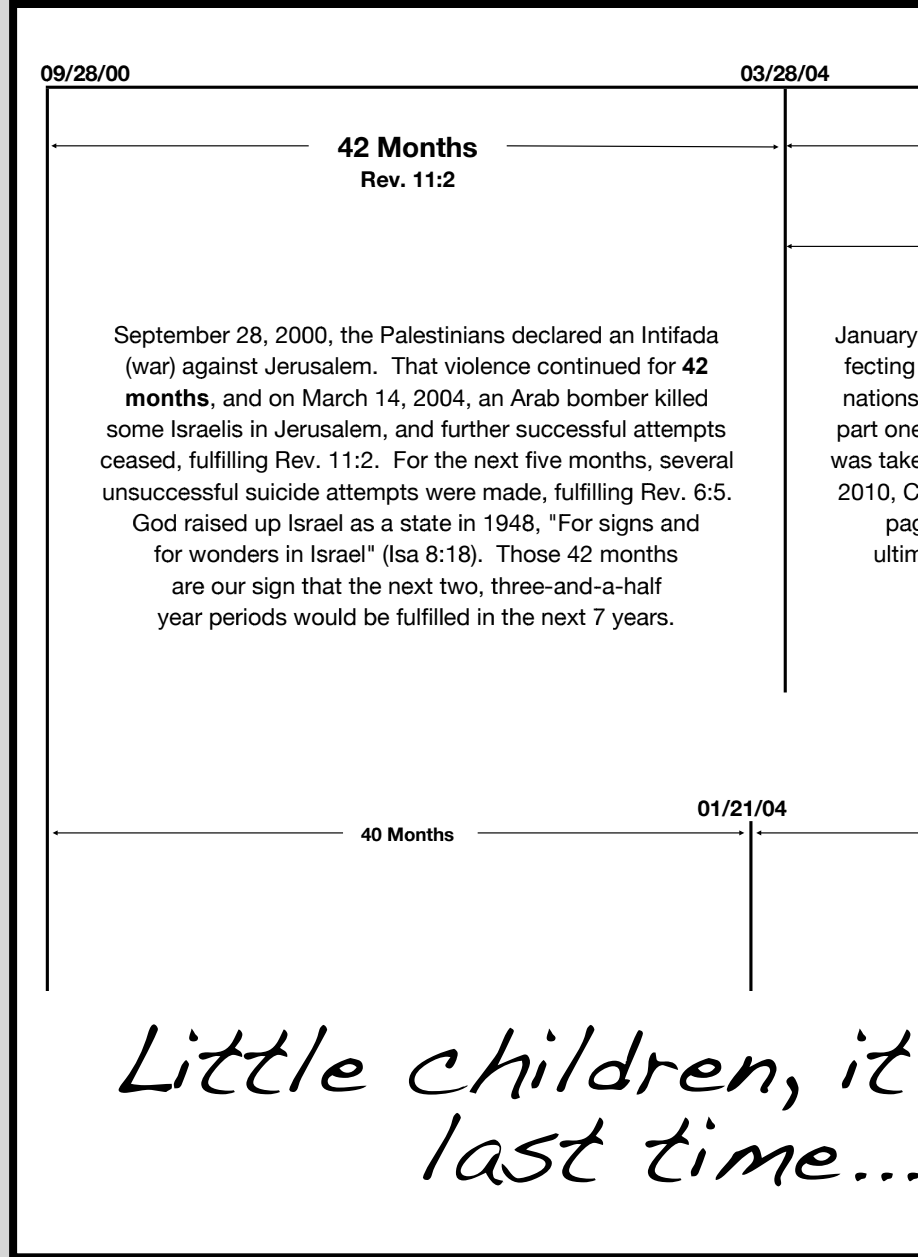 09/28/00
03/28/04
42 Months
Rev. 11:2
September 28, 2000, the Palestinians declared an Intifada
(war) against Jerusalem.  That violence continued for 42
months, and on March 14, 2004, an Arab bomber killed
some Israelis in Jerusalem, and further successful attempts
ceased, fulfilling Rev. 11:2.  For the next five months, several
unsuccessful suicide attempts were made, fulfilling Rev. 6:5.
God raised up Israel as a state in 1948, "For signs and
for wonders in Israel" (Isa 8:18).  Those 42 months
are our sign that the next two, three-and-a-half
year periods would be fulfilled in the next 7 years.
January
fecting
nations
part one
was take
2010, C
pag
ultim
01/21/04
40 Months
Little children, it
last time...